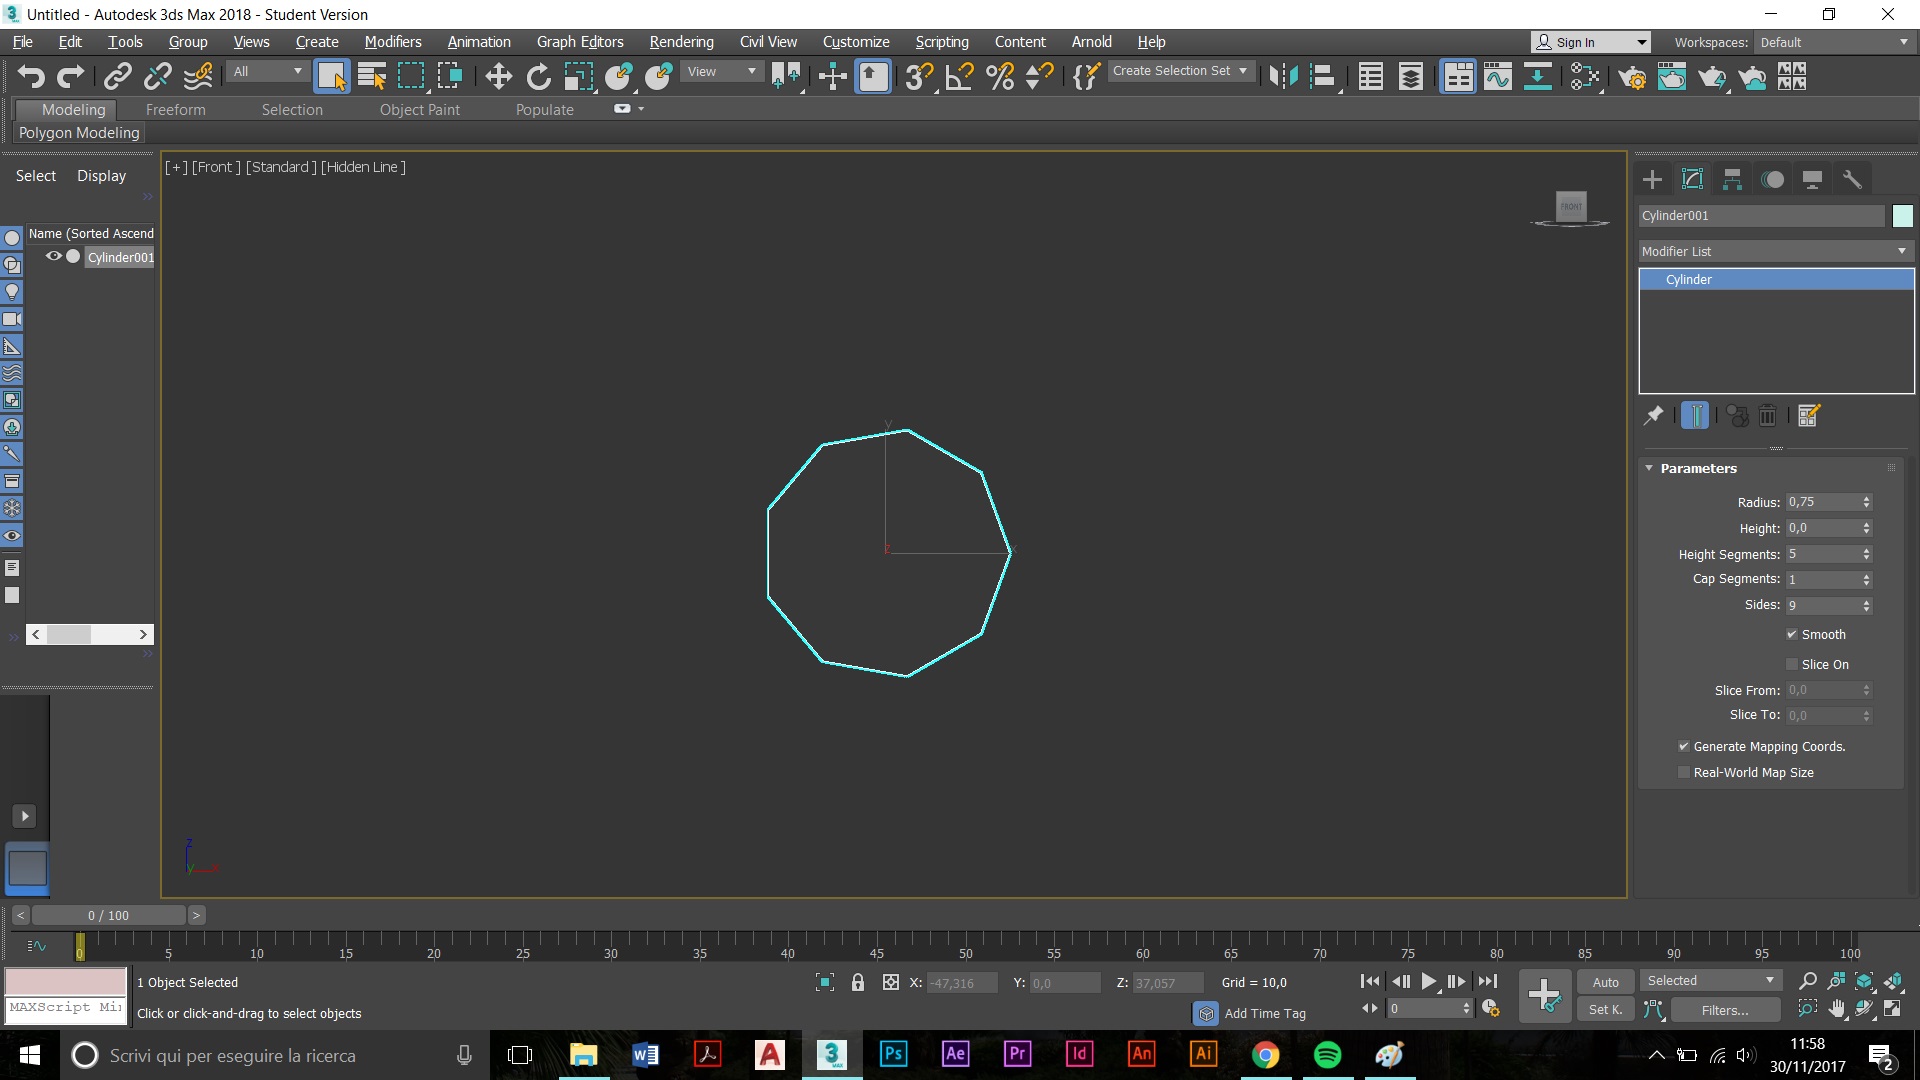 Untitled - Autodesk 3ds Max 2018 - Student Version
File Edit Tools Group Views Create Modifiers Animation Graph Editors Rendering Civil View Customize Scripting Content Arnold Help Sign In Workspaces: Default
All View Create Selection Set
Modeling Freeform Selection Object Paint Populate
Polygon Modeling
Select Display
[+] [Front ] [Standard ] [Hidden Line ]
FRONT
Name (Sorted Ascend
Cylinder001
Cylinder001
Modifier List
Cylinder
Parameters
Radius: 0,75
Height: 0,0
Height Segments: 5
Cap Segments: 1
Sides: 9
Smooth
Slice On
Slice From: 0,0
Slice To: 0,0
Generate Mapping Coords.
Real-World Map Size
y
z x
z
y x
< 0 / 100 >
0 5 10 15 20 25 30 35 40 45 50 55 60 65 70 75 80 85 90 95 100
1 Object Selected X: -47,316 Y: 0,0 Z: 37,057 Grid = 10,0 Auto Selected
MAXScript Mi
Click or click-and-drag to select objects Add Time Tag 0 Set K. Filters...
Scrivi qui per eseguire la ricerca
3 MAX Ps Ae Pr Id An Ai
11:58
30/11/2017
2